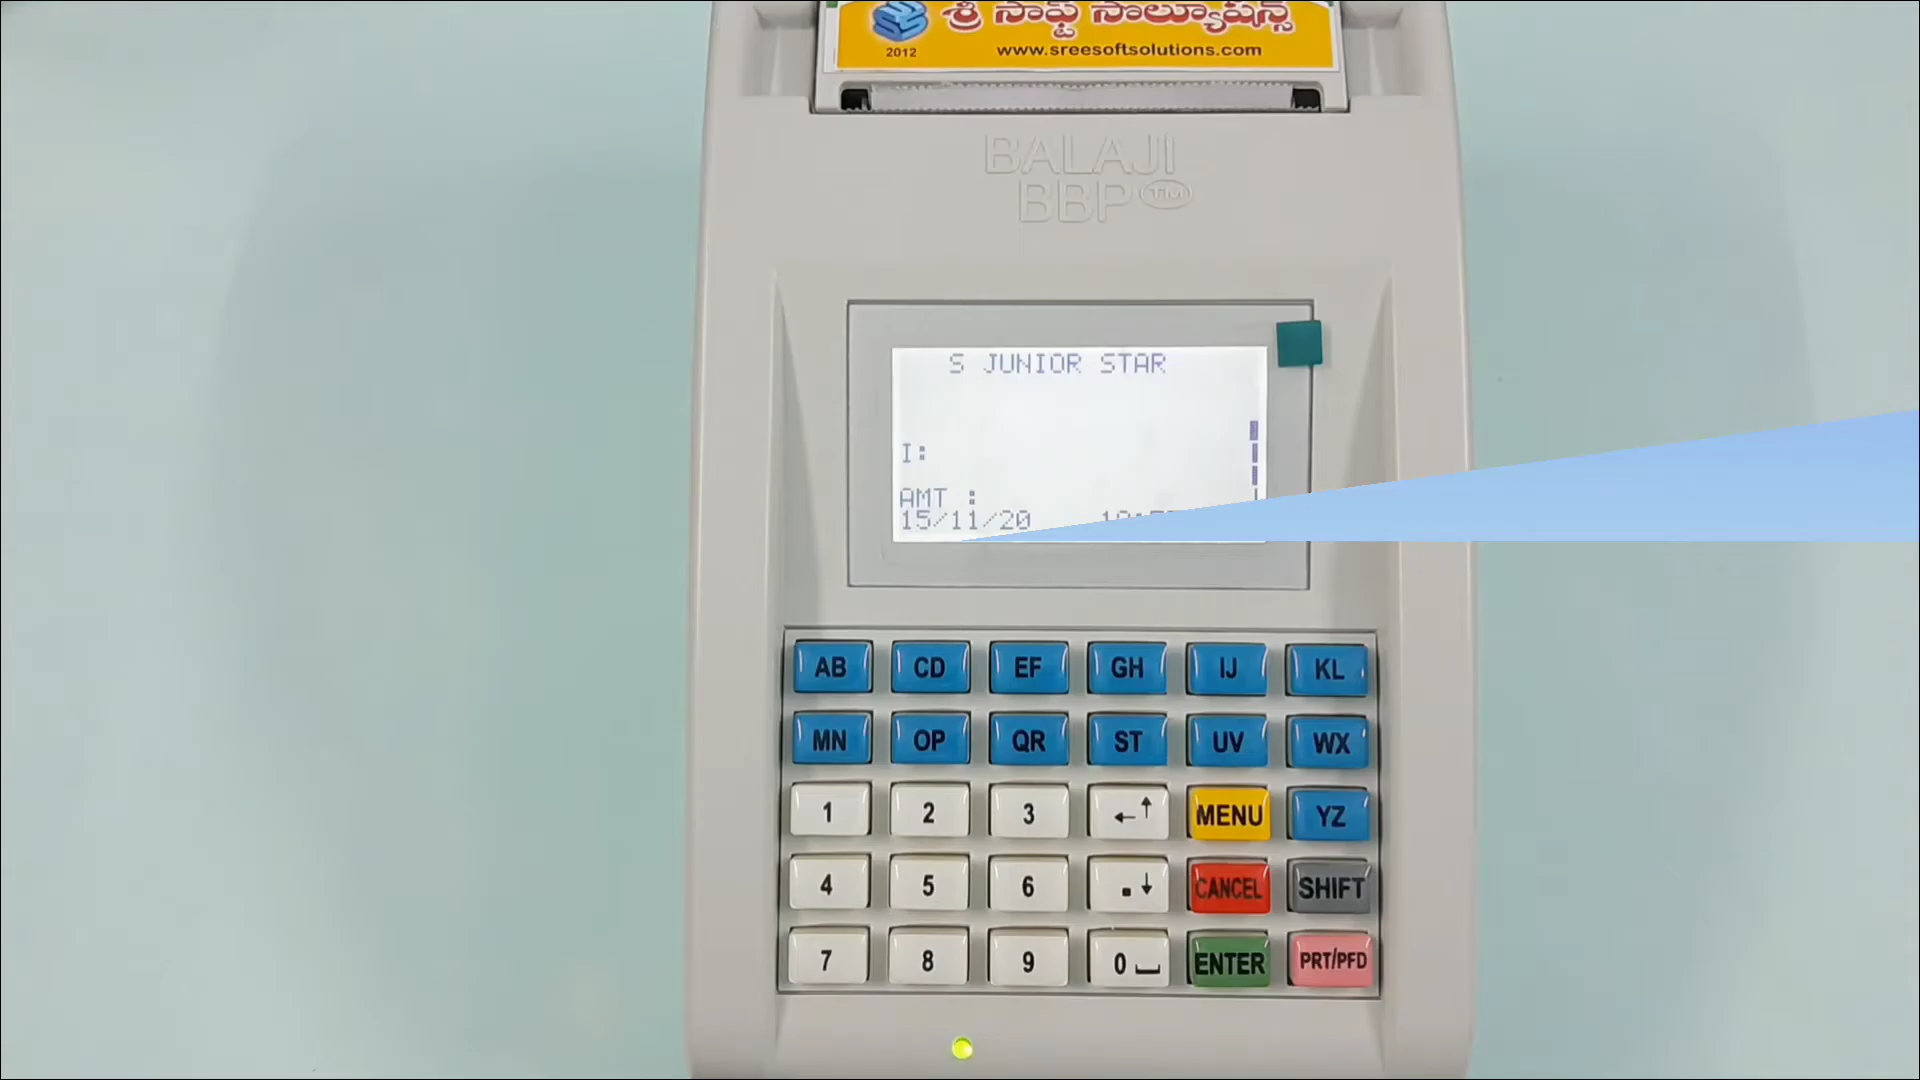 శ్రీ సాఫ్ట్ సొల్యూషన్స్
2012
www.sreesoftsolutions.com
BALAJI
BBP TM
S JUNIOR STAR
I:
AMT :
15/11/20
AB CD EF GH IJ KL
MN OP QR ST UV WX
1 2 3 ←↑ MENU YZ
4 5 6 .↓ CANCEL SHIFT
7 8 9 0 ENTER PRT/PFD